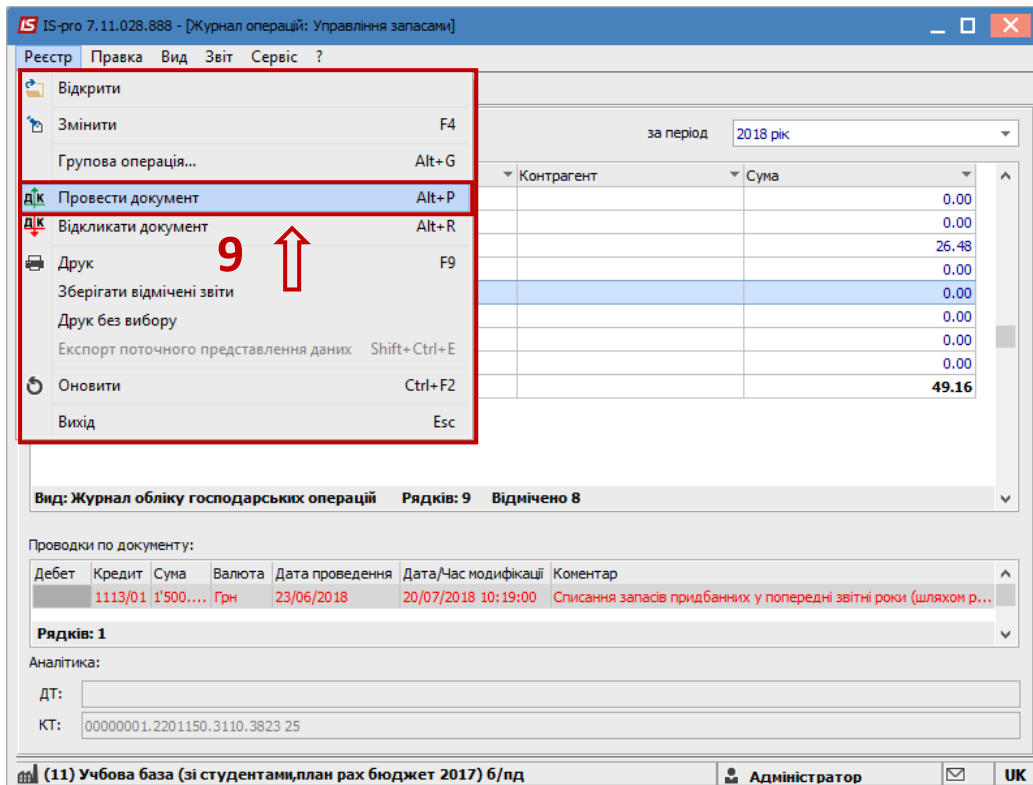 IS-pro 7.11.028.888 - [Журнал операцій: Управління запасами]
Реєстр Правка Вид Звіт Сервіс ?
Відкрити
Змінити F4
Групова операція... Alt+G
Провести документ Alt+P
Відкликати документ Alt+R
Друк F9
Зберігати відмічені звіти
Друк без вибору
Експорт поточного представлення даних Shift+Ctrl+E
Оновити Ctrl+F2
Вихід Esc
9
за період 2018 рік
Контрагент Сума
0.00
0.00
26.48
0.00
0.00
0.00
0.00
0.00
49.16
Вид: Журнал обліку господарських операцій Рядків: 9 Відмічено 8
Проводки по документу:
Дебет Кредит Сума Валюта Дата проведення Дата/Час модифікації Коментар
1113/01 1'500.... Грн 23/06/2018 20/07/2018 10:19:00 Списання запасів придбанних у попередні звітні роки (шляхом р...
Рядків: 1
Аналітика:
ДТ:
КТ: 00000001.2201150.3110.3823 25
(11) Учбова база (зі студентами,план рах бюджет 2017) б/пд Адміністратор UK